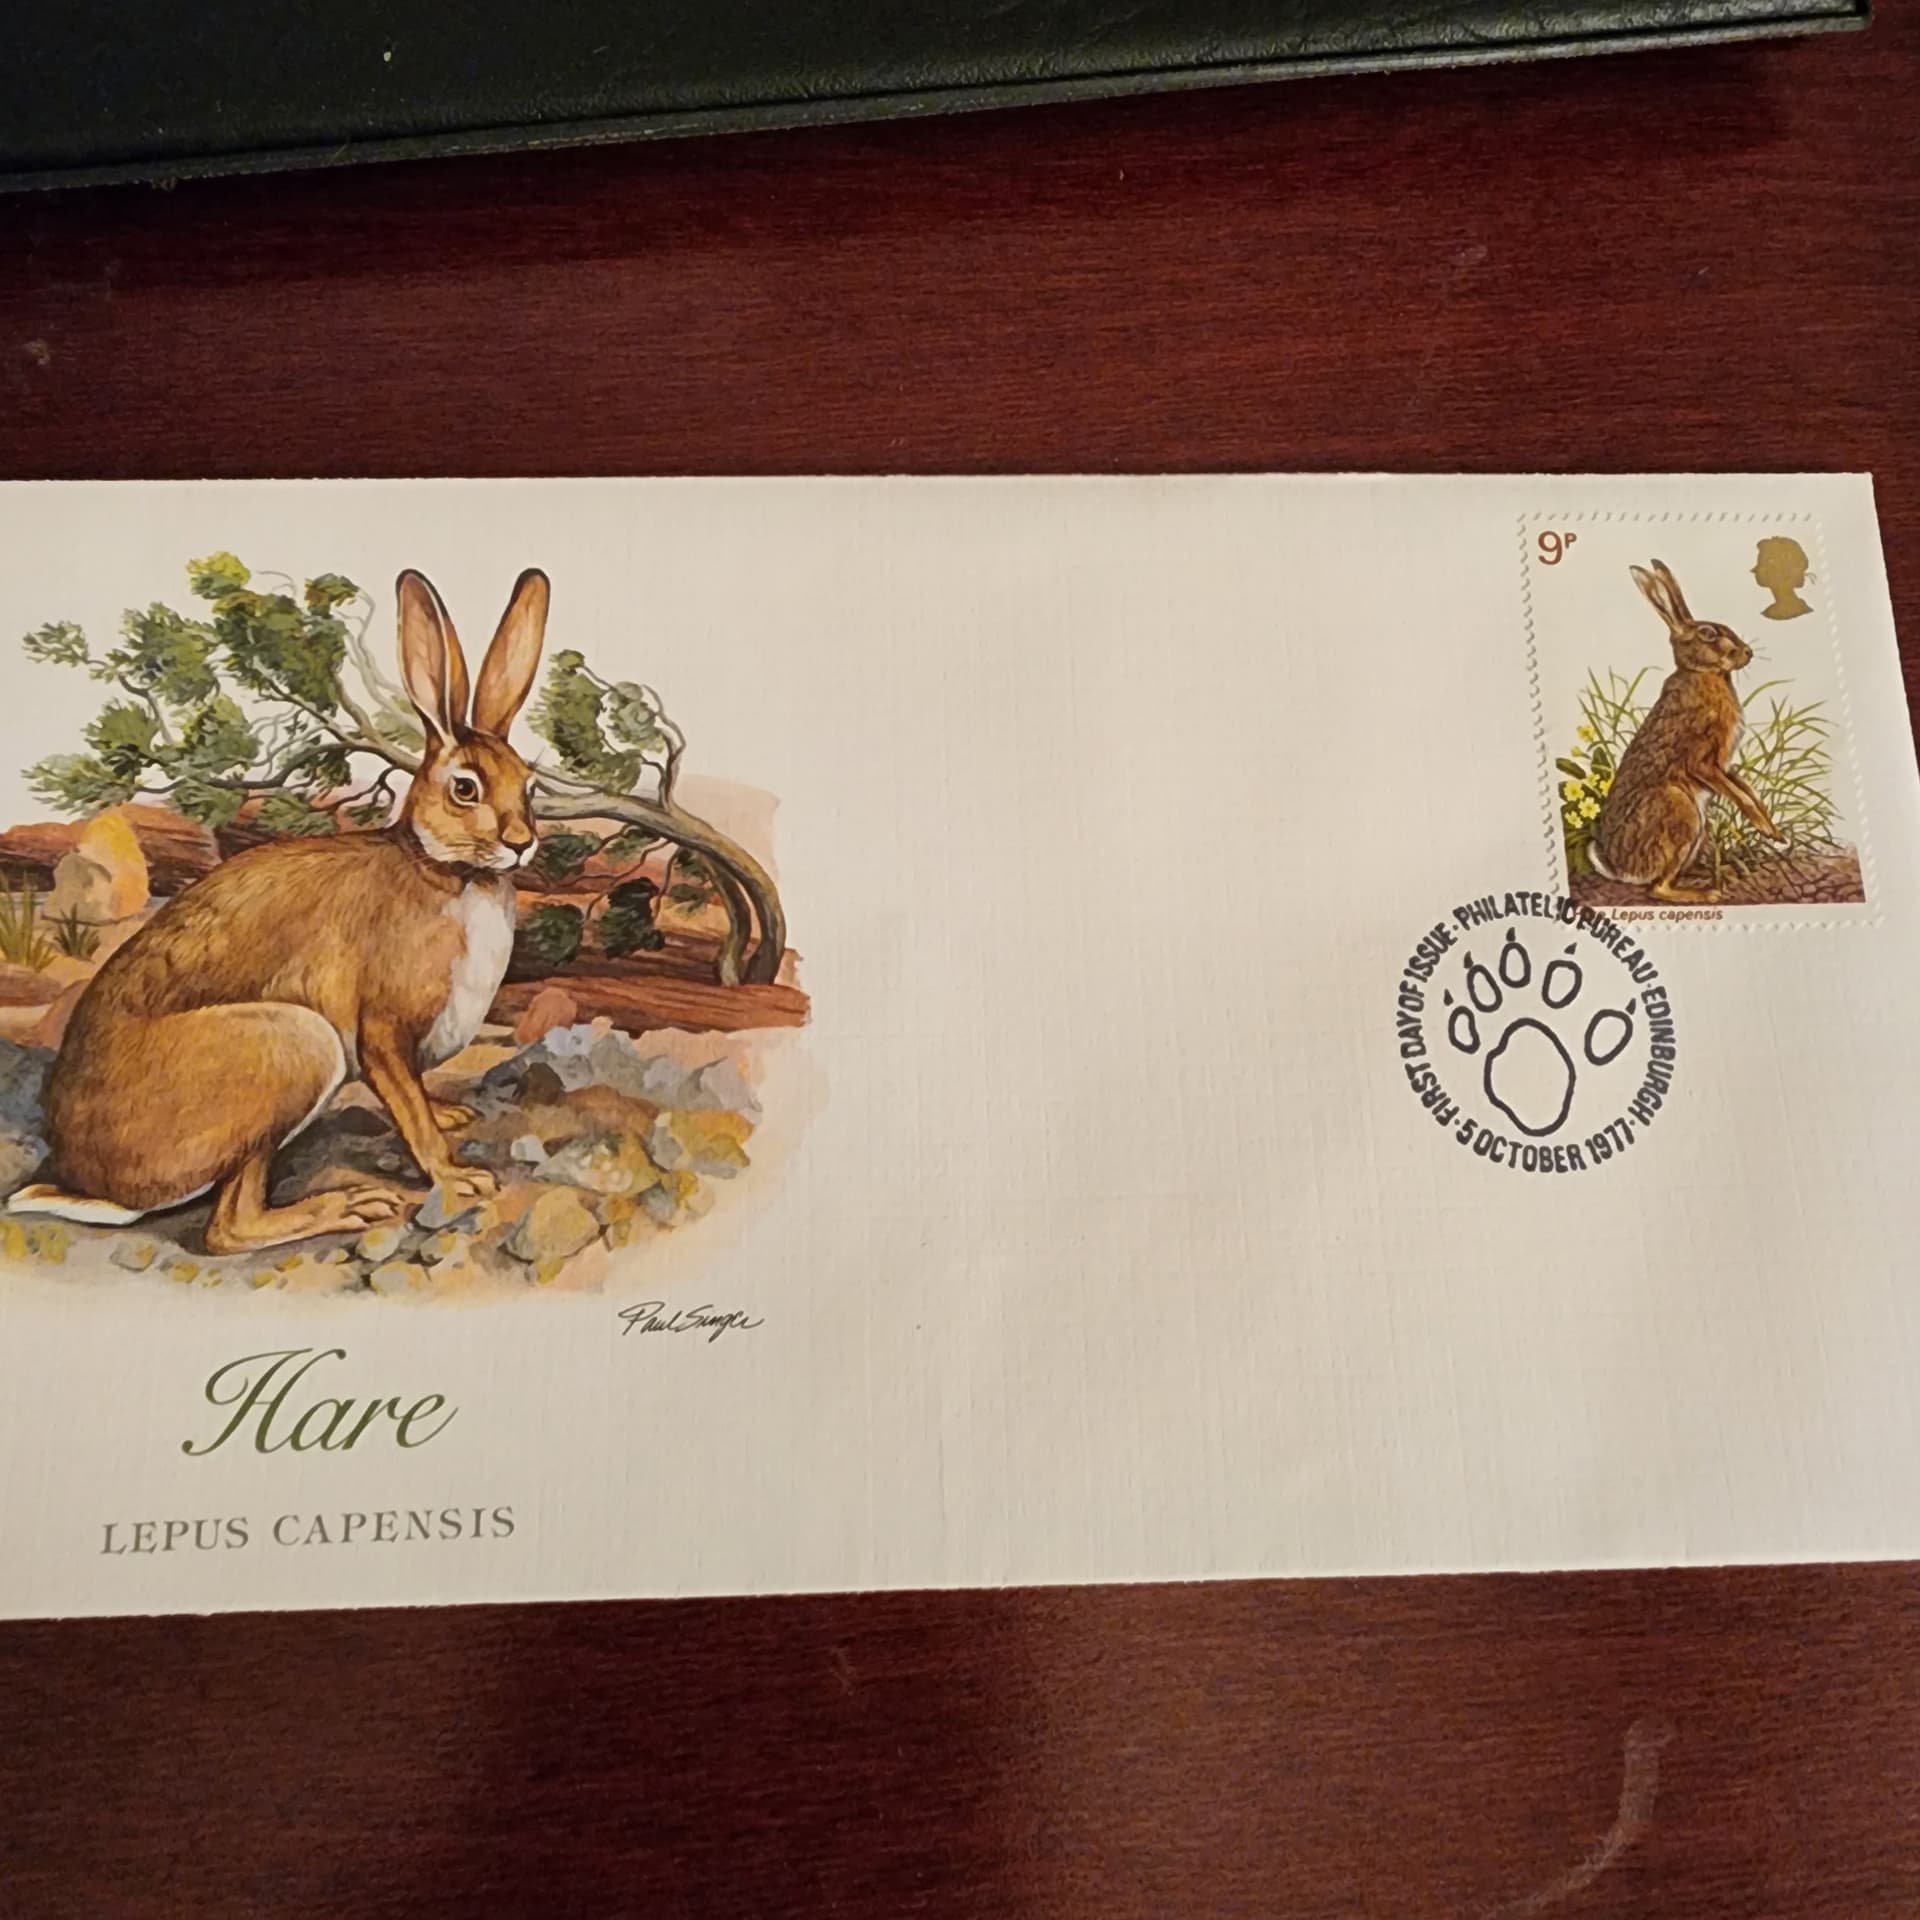 9P
Lepus capensis
FIRST DAY OF ISSUE · PHILATELIC BUREAU · EDINBURGH · 5 OCTOBER 1977 ·
Paul Singer
Hare
LEPUS CAPENSIS